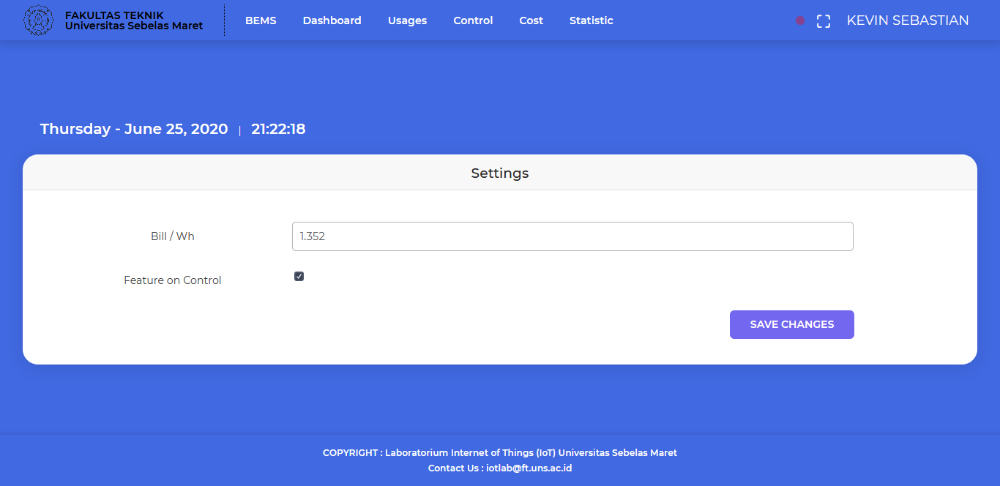 FAKULTAS TEKNIK
Universitas Sebelas Maret
BEMS Dashboard Usages Control Cost Statistic
KEVIN SEBASTIAN
Thursday - June 25, 2020 | 21:22:18
Settings
Bill / Wh 1.352
Feature on Control
SAVE CHANGES
COPYRIGHT : Laboratorium Internet of Things (IoT) Universitas Sebelas Maret
Contact Us : iotlab@ft.uns.ac.id